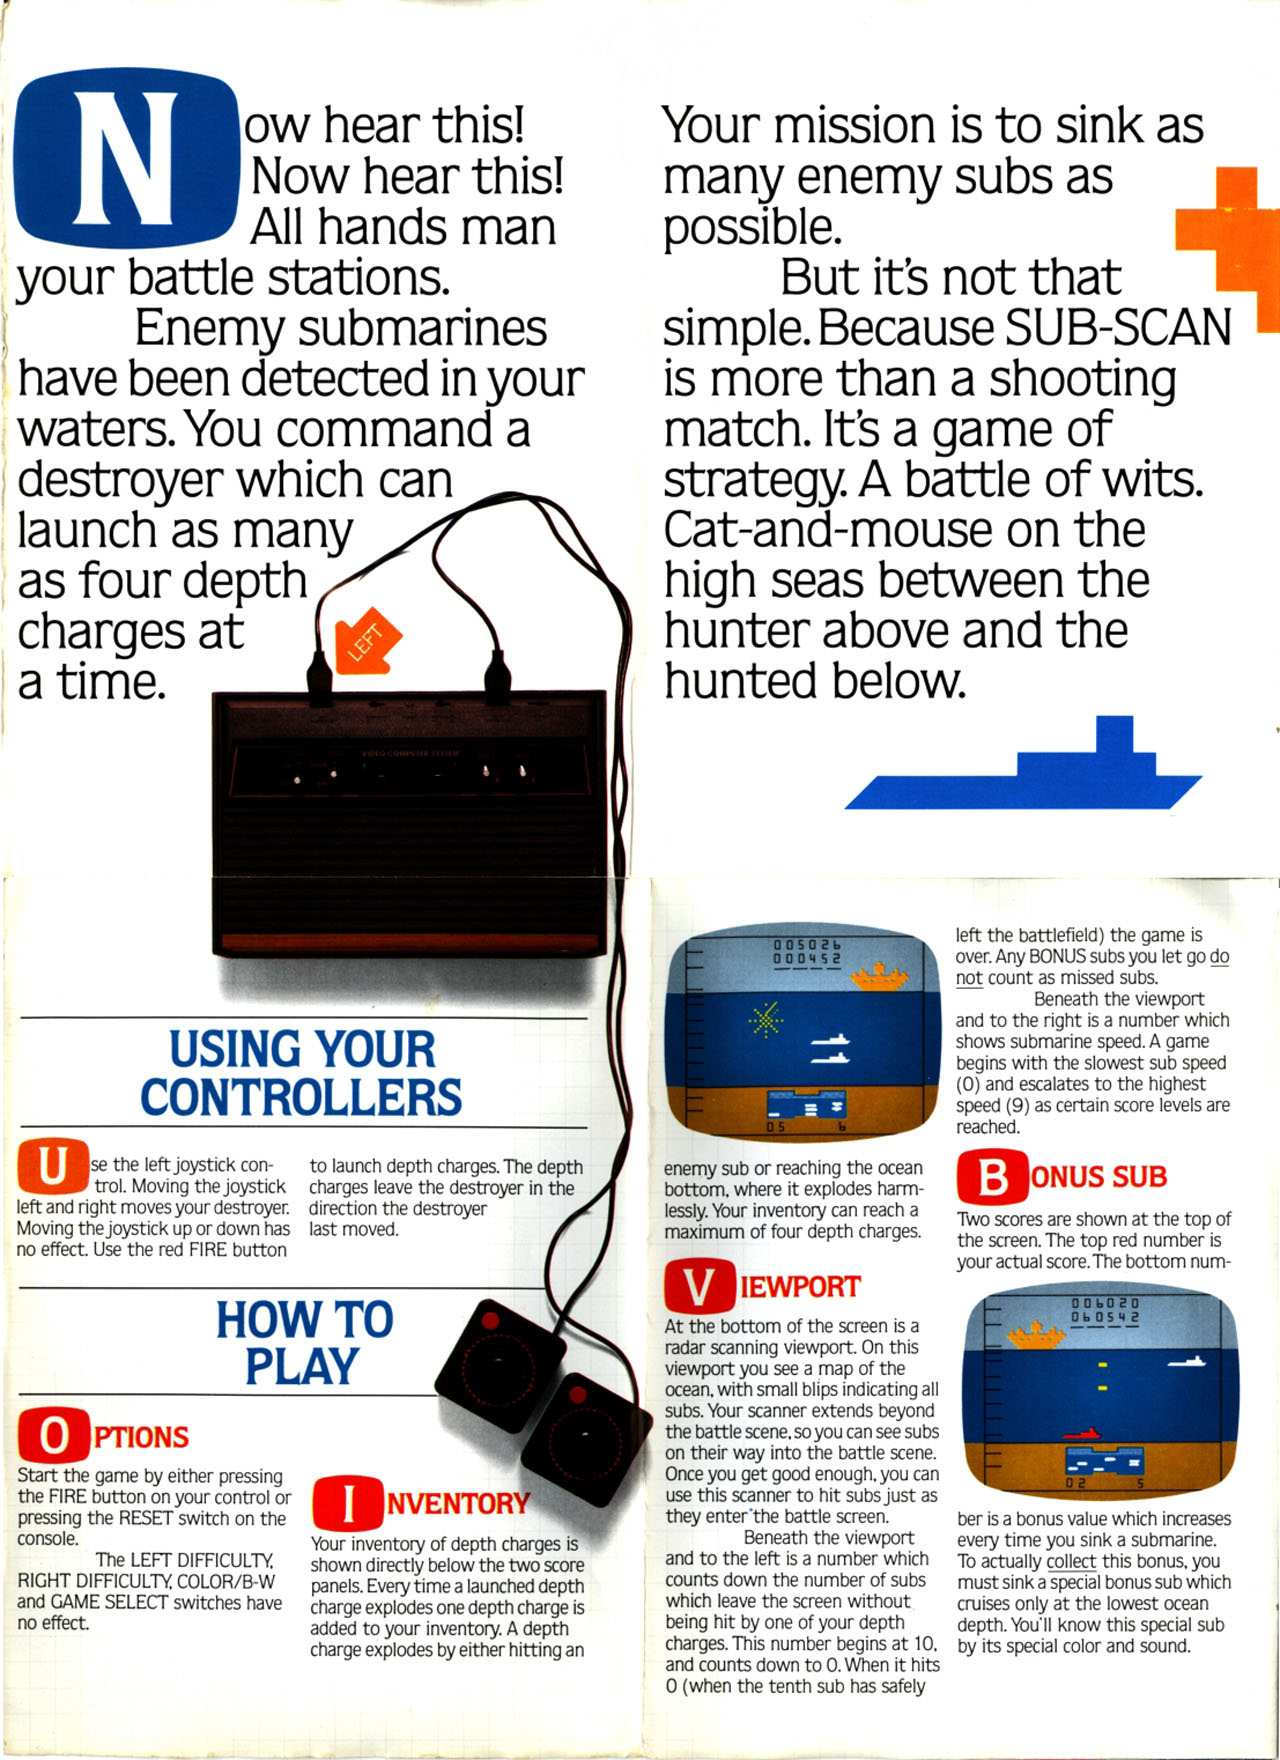 Now hear this!
Now hear this!
All hands man
your battle stations.
Enemy submarines
have been detected in your
waters. You command a
destroyer which can
launch as many
as four depth
charges at
a time.
LEFT
VIDEO COMPUTER SYSTEM
Your mission is to sink as
many enemy subs as
possible.
But it's not that
simple. Because SUB-SCAN
is more than a shooting
match. It's a game of
strategy. A battle of wits.
Cat-and-mouse on the
high seas between the
hunter above and the
hunted below.
USING YOUR
CONTROLLERS
Use the left joystick con-
trol. Moving the joystick
left and right moves your destroyer.
Moving the joystick up or down has
no effect. Use the red FIRE button
to launch depth charges. The depth
charges leave the destroyer in the
direction the destroyer
last moved.
HOW TO
PLAY
OPTIONS
Start the game by either pressing
the FIRE button on your control or
pressing the RESET switch on the
console.
The LEFT DIFFICULTY,
RIGHT DIFFICULTY, COLOR/B-W
and GAME SELECT switches have
no effect.
INVENTORY
Your inventory of depth charges is
shown directly below the two score
panels. Every time a launched depth
charge explodes one depth charge is
added to your inventory. A depth
charge explodes by either hitting an
005026
000452
05 6
enemy sub or reaching the ocean
bottom, where it explodes harm-
lessly. Your inventory can reach a
maximum of four depth charges.
VIEWPORT
At the bottom of the screen is a
radar scanning viewport. On this
viewport you see a map of the
ocean, with small blips indicating all
subs. Your scanner extends beyond
the battle scene, so you can see subs
on their way into the battle scene.
Once you get good enough, you can
use this scanner to hit subs just as
they enter the battle screen.
Beneath the viewport
and to the left is a number which
counts down the number of subs
which leave the screen without
being hit by one of your depth
charges. This number begins at 10,
and counts down to 0. When it hits
0 (when the tenth sub has safely
left the battlefield) the game is
over. Any BONUS subs you let go do
not count as missed subs.
Beneath the viewport
and to the right is a number which
shows submarine speed. A game
begins with the slowest sub speed
(0) and escalates to the highest
speed (9) as certain score levels are
reached.
BONUS SUB
Two scores are shown at the top of
the screen. The top red number is
your actual score. The bottom num-
006020
060542
02 5
ber is a bonus value which increases
every time you sink a submarine.
To actually collect this bonus, you
must sink a special bonus sub which
cruises only at the lowest ocean
depth. You'll know this special sub
by its special color and sound.